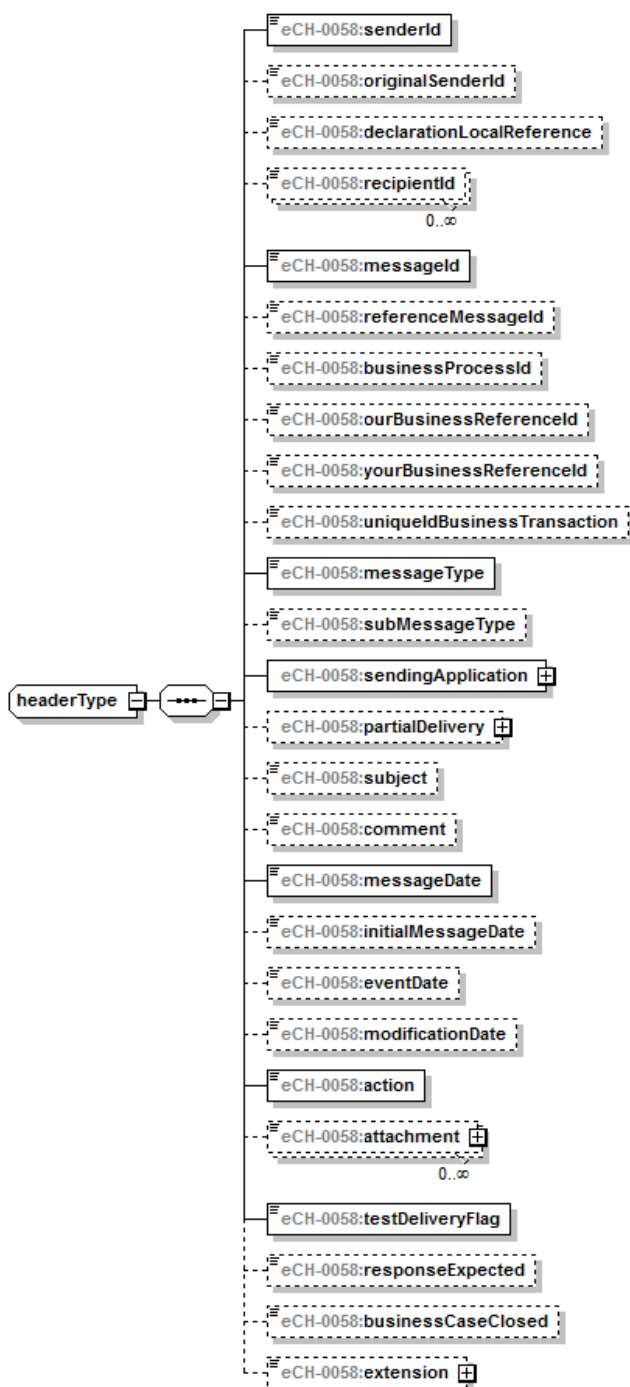 eCH-0058:senderId
eCH-0058:originalSenderId
eCH-0058:declarationLocalReference
eCH-0058:recipientId
0..∞
eCH-0058:messageId
eCH-0058:referenceMessageId
eCH-0058:businessProcessId
eCH-0058:ourBusinessReferenceId
eCH-0058:yourBusinessReferenceId
eCH-0058:uniqueIdBusinessTransaction
eCH-0058:messageType
eCH-0058:subMessageType
eCH-0058:sendingApplication
headerType
eCH-0058:partialDelivery
eCH-0058:subject
eCH-0058:comment
eCH-0058:messageDate
eCH-0058:initialMessageDate
eCH-0058:eventDate
eCH-0058:modificationDate
eCH-0058:action
eCH-0058:attachment
0..∞
eCH-0058:testDeliveryFlag
eCH-0058:responseExpected
eCH-0058:businessCaseClosed
eCH-0058:extension